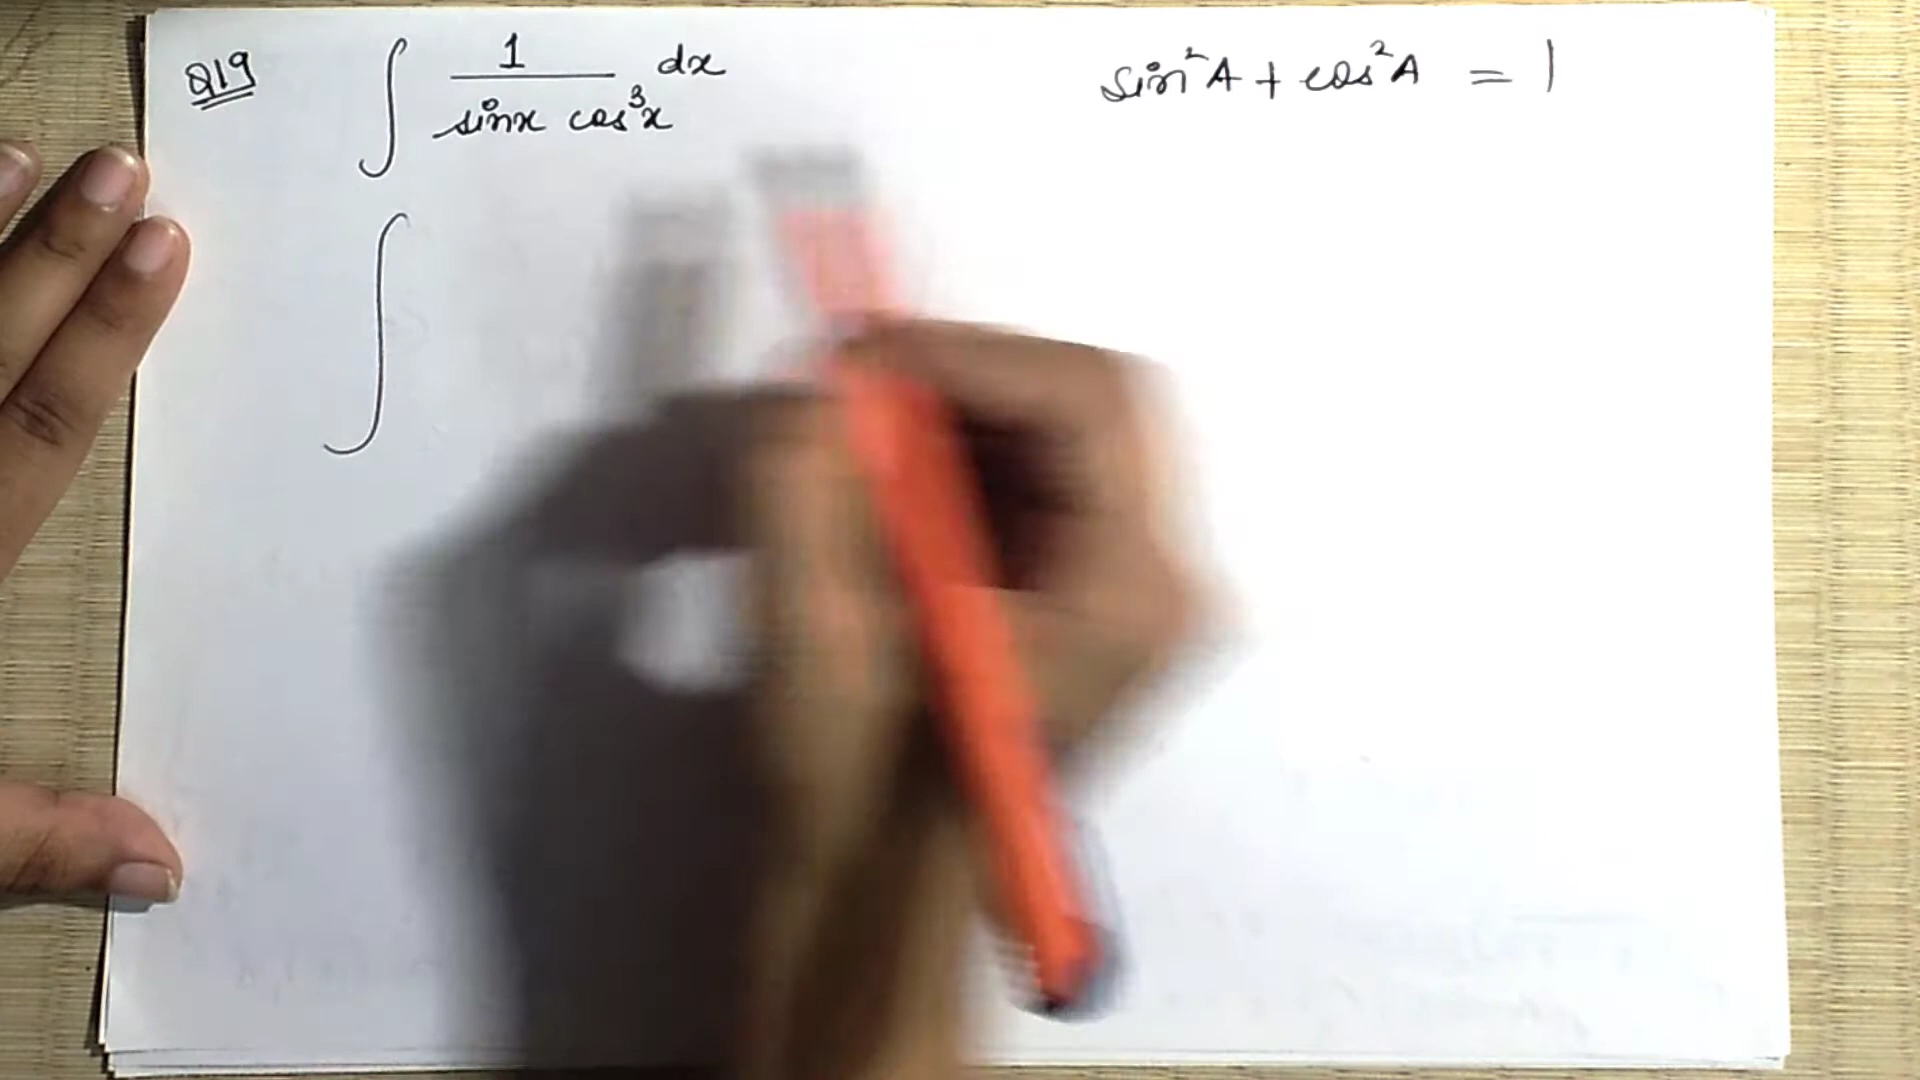 Q19 ∫ 1/(sinx cos³x) dx
sin²A + cos²A = 1
∫